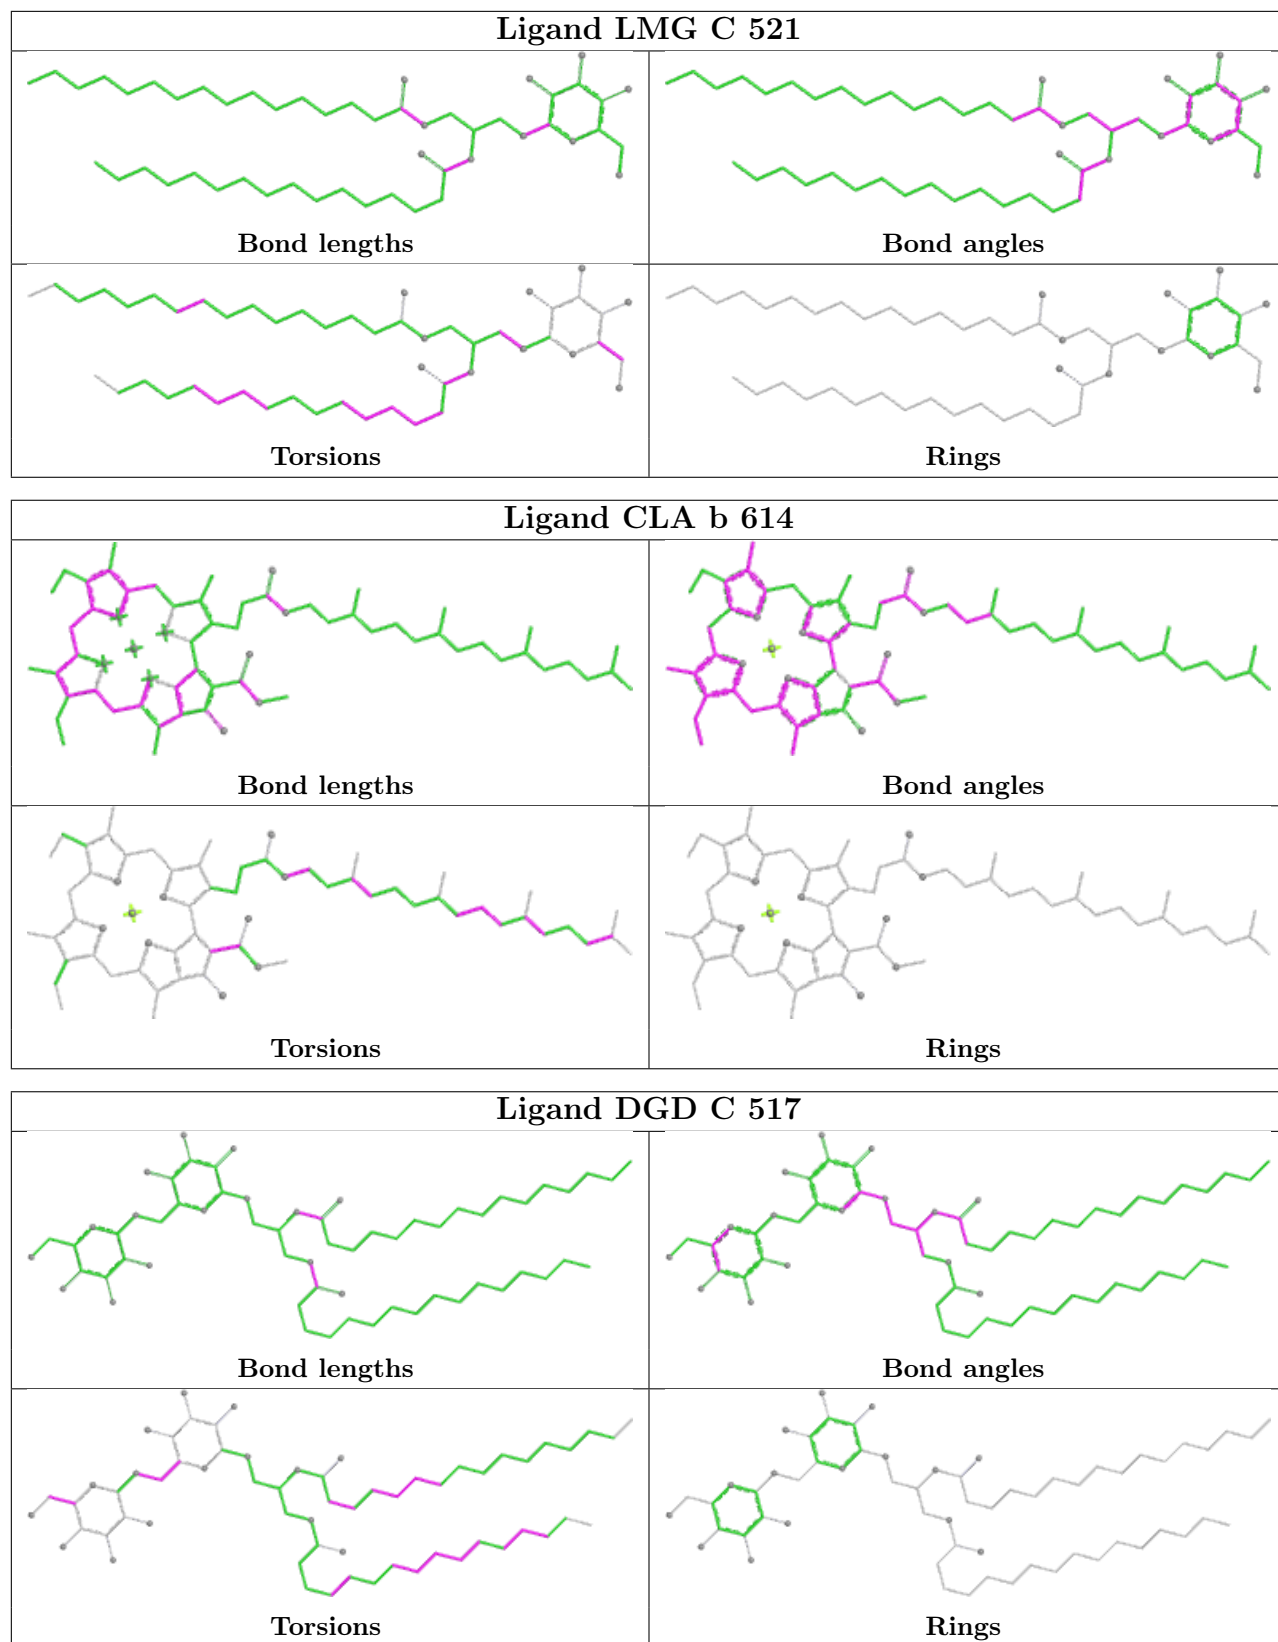 Ligand LMG C 521
Bond lengths
Bond angles
Torsions
Rings
Ligand CLA b 614
Bond lengths
Bond angles
Torsions
Rings
Ligand DGD C 517
Bond lengths
Bond angles
Torsions
Rings